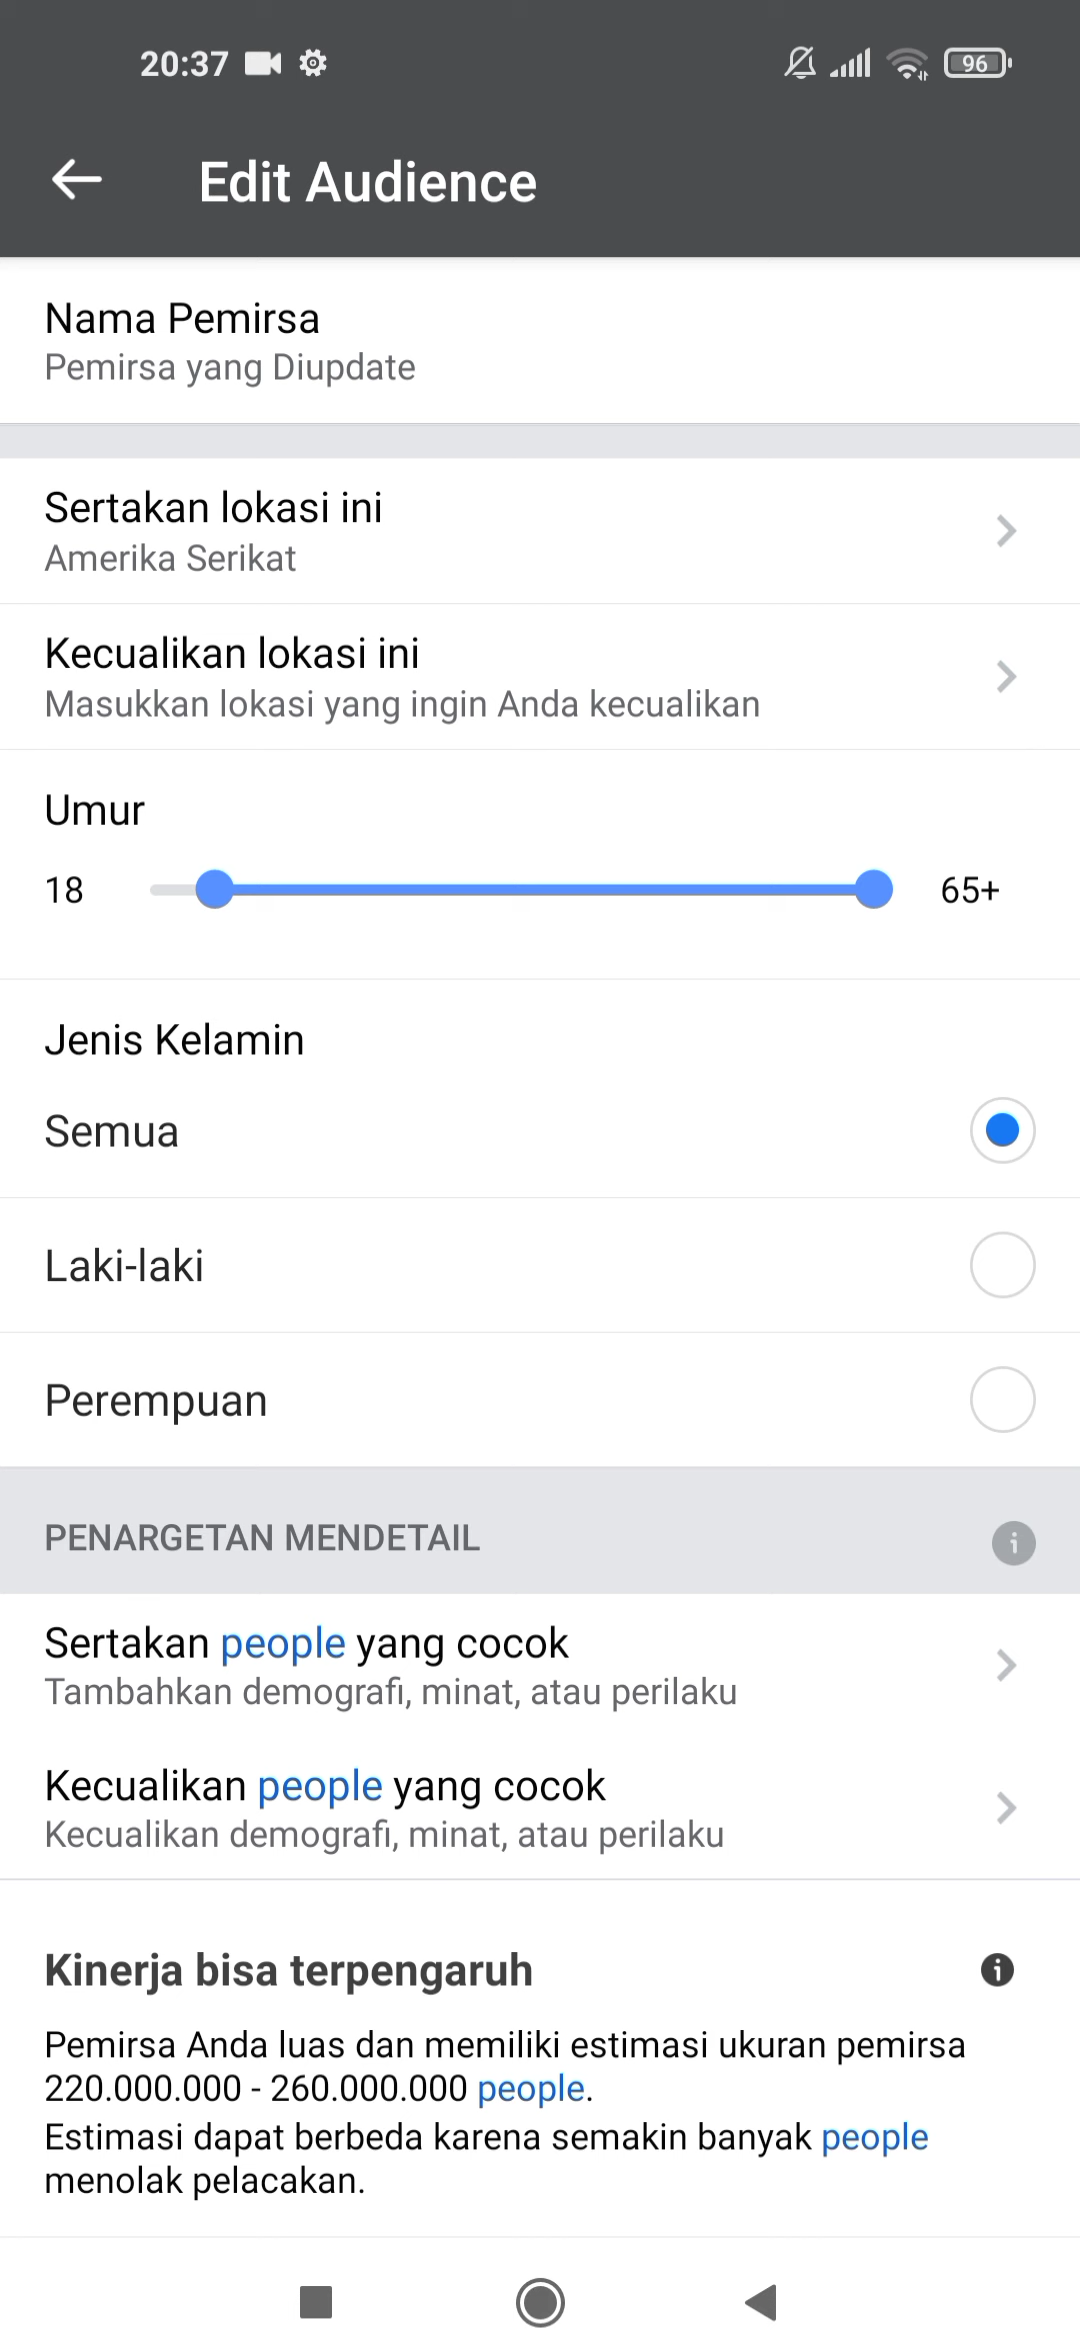 20:37
96
Edit Audience
Nama Pemirsa
Pemirsa yang Diupdate
Sertakan lokasi ini
Amerika Serikat
Kecualikan lokasi ini
Masukkan lokasi yang ingin Anda kecualikan
Umur
18 65+
Jenis Kelamin
Semua
Laki-laki
Perempuan
PENARGETAN MENDETAIL
Sertakan people yang cocok
Tambahkan demografi, minat, atau perilaku
Kecualikan people yang cocok
Kecualikan demografi, minat, atau perilaku
Kinerja bisa terpengaruh
Pemirsa Anda luas dan memiliki estimasi ukuran pemirsa
220.000.000 - 260.000.000 people.
Estimasi dapat berbeda karena semakin banyak people
menolak pelacakan.